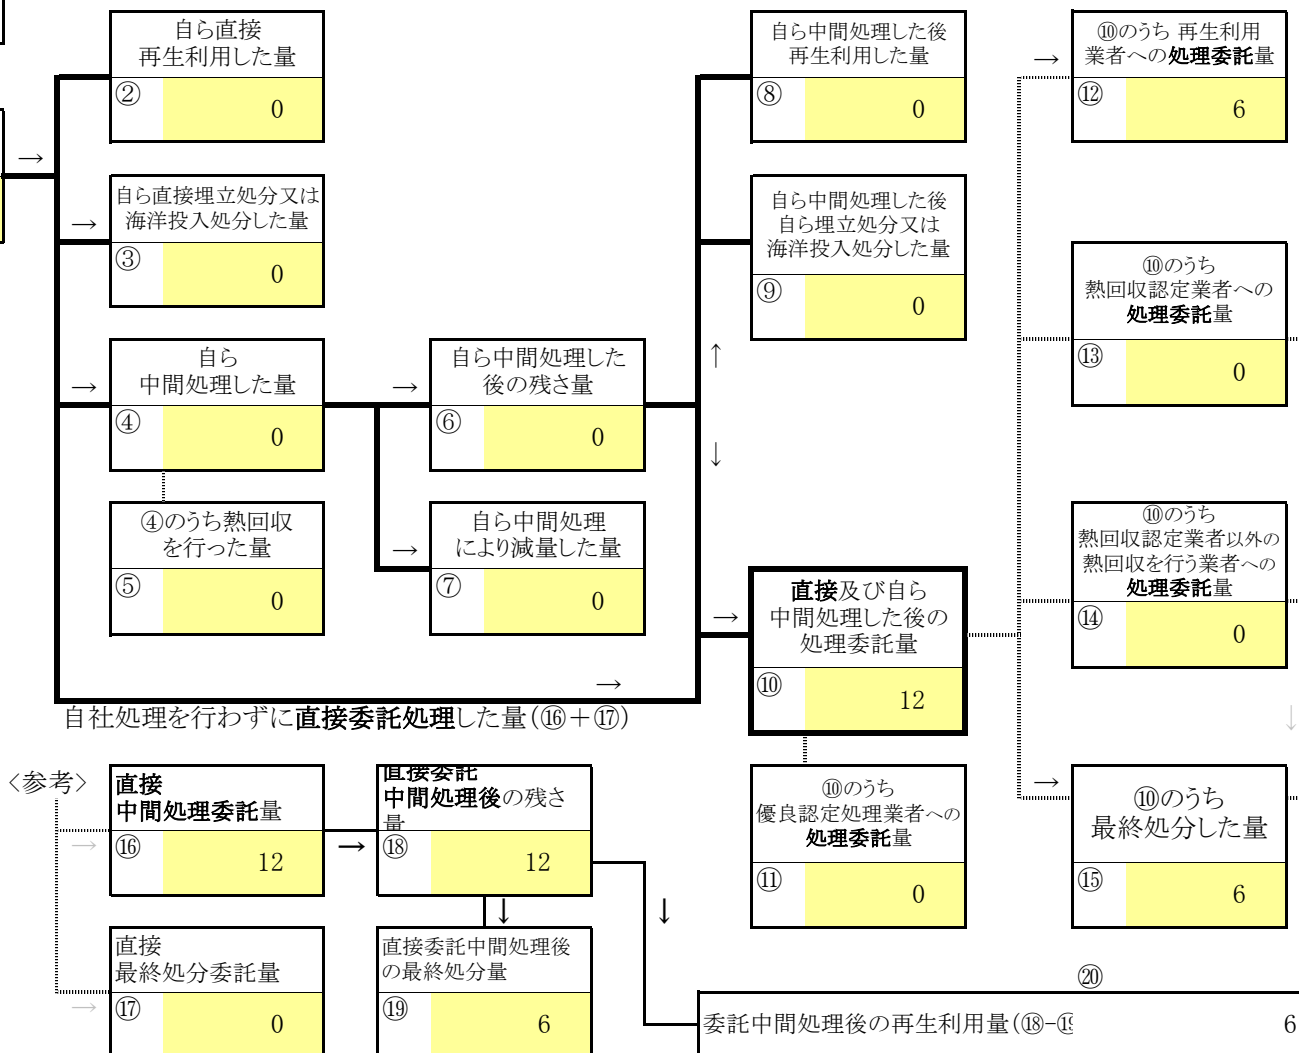 自ら直接
再生利用した量
②
0
→
自ら直接埋立処分又は
海洋投入処分した量
→
③
0
自ら
中間処理した量
→
④
0
④のうち熱回収
を行った量
⑤
0
→
自ら中間処理した
後の残さ量
⑥
0
→
自ら中間処理
により減量した量
⑦
0
→
自社処理を行わずに直接委託処理した量(⑯+⑰)
自ら中間処理した後
再生利用した量
⑧
0
自ら中間処理した後
自ら埋立処分又は
海洋投入処分した量
⑨
0
↑
↓
→
直接及び自ら
中間処理した後の
処理委託量
⑩
12
⑩のうち
優良認定処理業者への
処理委託量
⑪
0
→
⑩のうち 再生利用
業者への処理委託量
⑫
6
⑩のうち
熱回収認定業者への
処理委託量
⑬
0
⑩のうち
熱回収認定業者以外の
熱回収を行う業者への
処理委託量
⑭
0
↓
→
⑩のうち
最終処分した量
⑮
6
〈参考〉
直接
中間処理委託量
→
⑯
12
→
直接委託
中間処理後の残さ
量
⑱
12
↓
↓
直接
最終処分委託量
→
⑰
0
直接委託中間処理後
の最終処分量
⑲
6
⑳
委託中間処理後の再生利用量(⑱-⑲
6